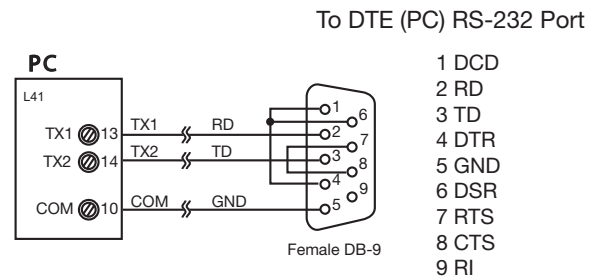 To DTE (PC) RS-232 Port
PC
L41
TX1 13 TX1 RD
TX2 14 TX2 TD
COM 10 COM GND
1
6
2
7
3
8
4
9
5
Female DB-9
1 DCD
2 RD
3 TD
4 DTR
5 GND
6 DSR
7 RTS
8 CTS
9 RI